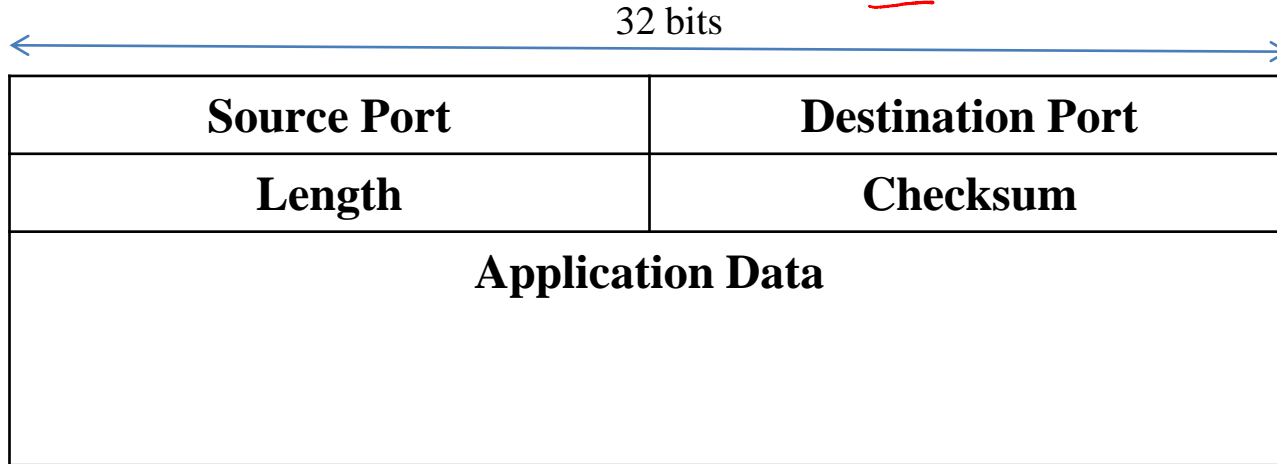 32 bits
Source Port Destination Port
Length Checksum
Application Data